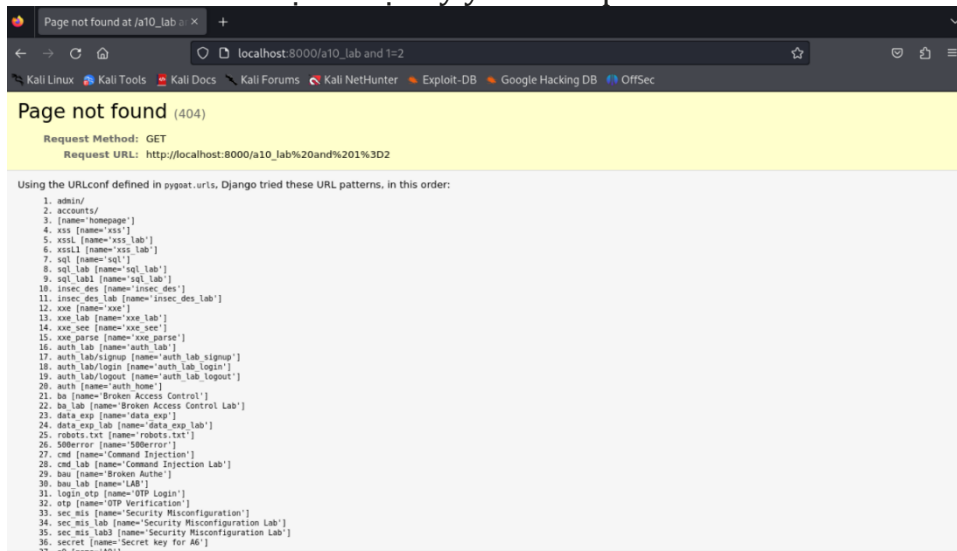 Page not found at /a10_lab a
localhost:8000/a10_lab and 1=2
Kali Linux Kali Tools Kali Docs Kali Forums Kali NetHunter Exploit-DB Google Hacking DB OffSec
Page not found (404)
Request Method: GET
Request URL: http://localhost:8000/a10_lab%20and%201%3D2
Using the URLconf defined in pygoat.urls, Django tried these URL patterns, in this order:
1. admin/
2. accounts/
3. [name='homepage']
4. xss [name='xss']
5. xssL [name='xss_lab']
6. xssL1 [name='xss_lab']
7. sql [name='sql']
8. sql_lab [name='sql_lab']
9. sql_lab1 [name='sql_lab']
10. insec_des [name='insec_des']
11. insec_des_lab [name='insec_des_lab']
12. xxe [name='xxe']
13. xxe_lab [name='xxe_lab']
14. xxe_see [name='xxe_see']
15. xxe_parse [name='xxe_parse']
16. auth_lab [name='auth_lab']
17. auth_lab/signup [name='auth_lab_signup']
18. auth_lab/login [name='auth_lab_login']
19. auth_lab/logout [name='auth_lab_logout']
20. auth [name='auth_home']
21. ba [name='Broken Access Control']
22. ba_lab [name='Broken Access Control Lab']
23. data_exp [name='data_exp']
24. data_exp_lab [name='data_exp_lab']
25. robots.txt [name='robots.txt']
26. 500error [name='500error']
27. cmd [name='Command Injection']
28. cmd_lab [name='Command Injection Lab']
29. bau [name='Broken Authe']
30. bau_lab [name='LAB']
31. login_otp [name='OTP Login']
32. otp [name='OTP Verification']
33. sec_mis [name='Security Misconfiguration']
34. sec_mis_lab [name='Security Misconfiguration Lab']
35. sec_mis_lab3 [name='Security Misconfiguration Lab']
36. secret [name='Secret key for A6']